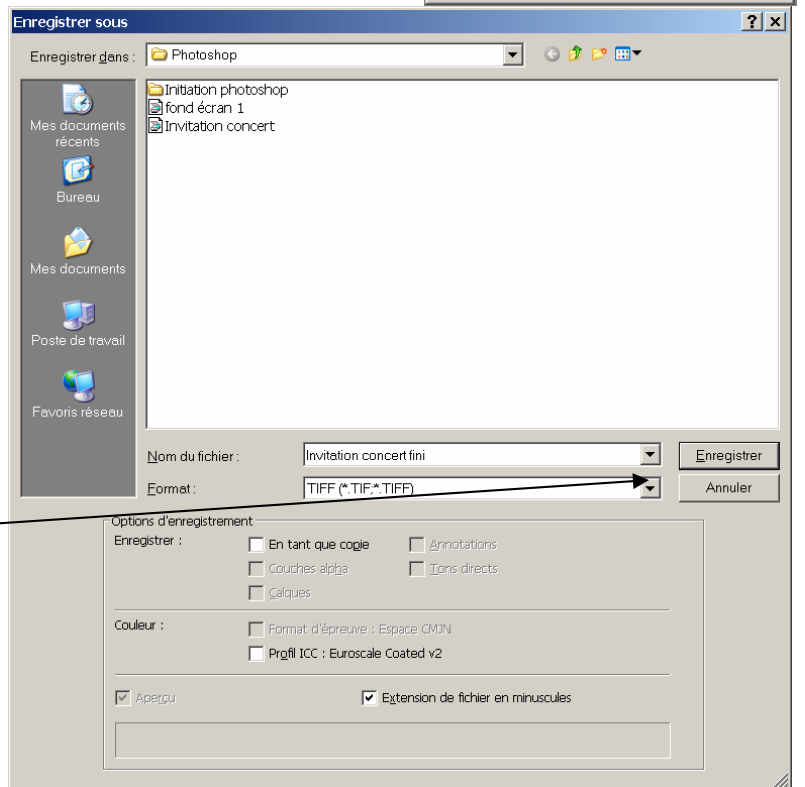 Enregistrer sous
Enregistrer dans : Photoshop
Mes documents récents
Bureau
Mes documents
Poste de travail
Favoris réseau
Initiation photoshop
fond écran 1
Invitation concert
Nom du fichier : Invitation concert fini Enregistrer
Format : TIFF (*.TIF;*.TIFF) Annuler
Options d'enregistrement
Enregistrer : En tant que copie Annotations
Couches alpha Tons directs
Calques
Couleur : Format d'épreuve : Espace CMJN
Profil ICC : Euroscale Coated v2
Aperçu Extension de fichier en minuscules